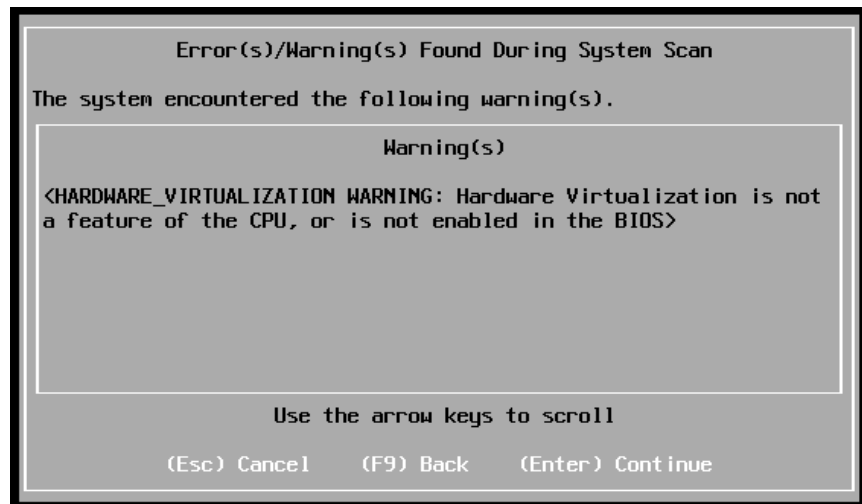 Error(s)/Warning(s) Found During System Scan
The system encountered the following warning(s).
Warning(s)
<HARDWARE_VIRTUALIZATION WARNING: Hardware Virtualization is not
a feature of the CPU, or is not enabled in the BIOS>
Use the arrow keys to scroll
(Esc) Cancel (F9) Back (Enter) Continue